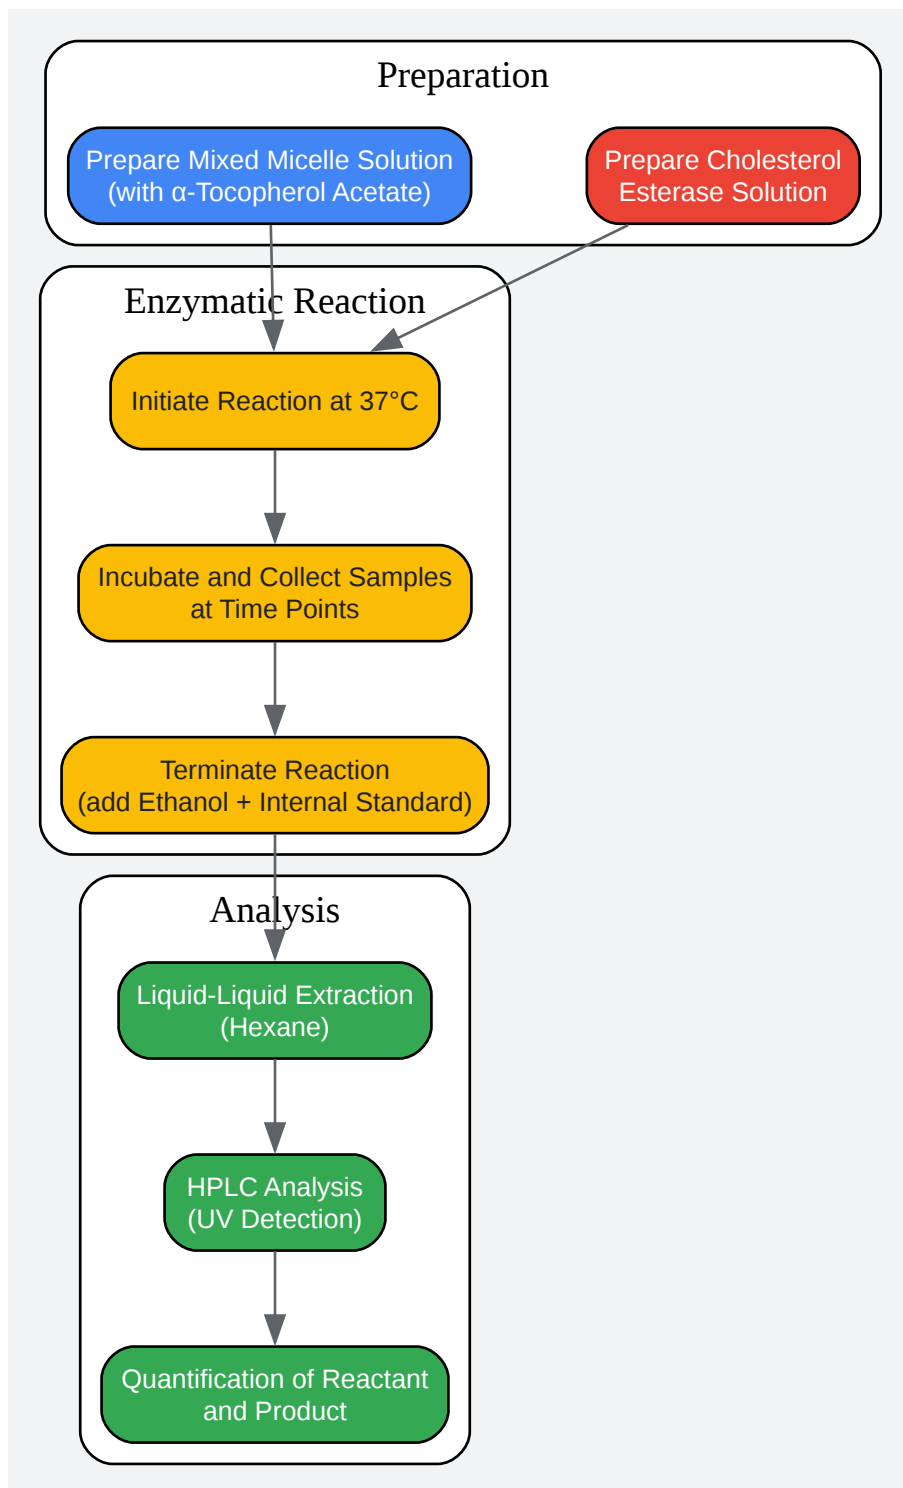 Preparation
Prepare Mixed Micelle Solution
(with α-Tocopherol Acetate)
Prepare Cholesterol
Esterase Solution
Enzymatic Reaction
Initiate Reaction at 37°C
Incubate and Collect Samples
at Time Points
Terminate Reaction
(add Ethanol + Internal Standard)
Analysis
Liquid-Liquid Extraction
(Hexane)
HPLC Analysis
(UV Detection)
Quantification of Reactant
and Product